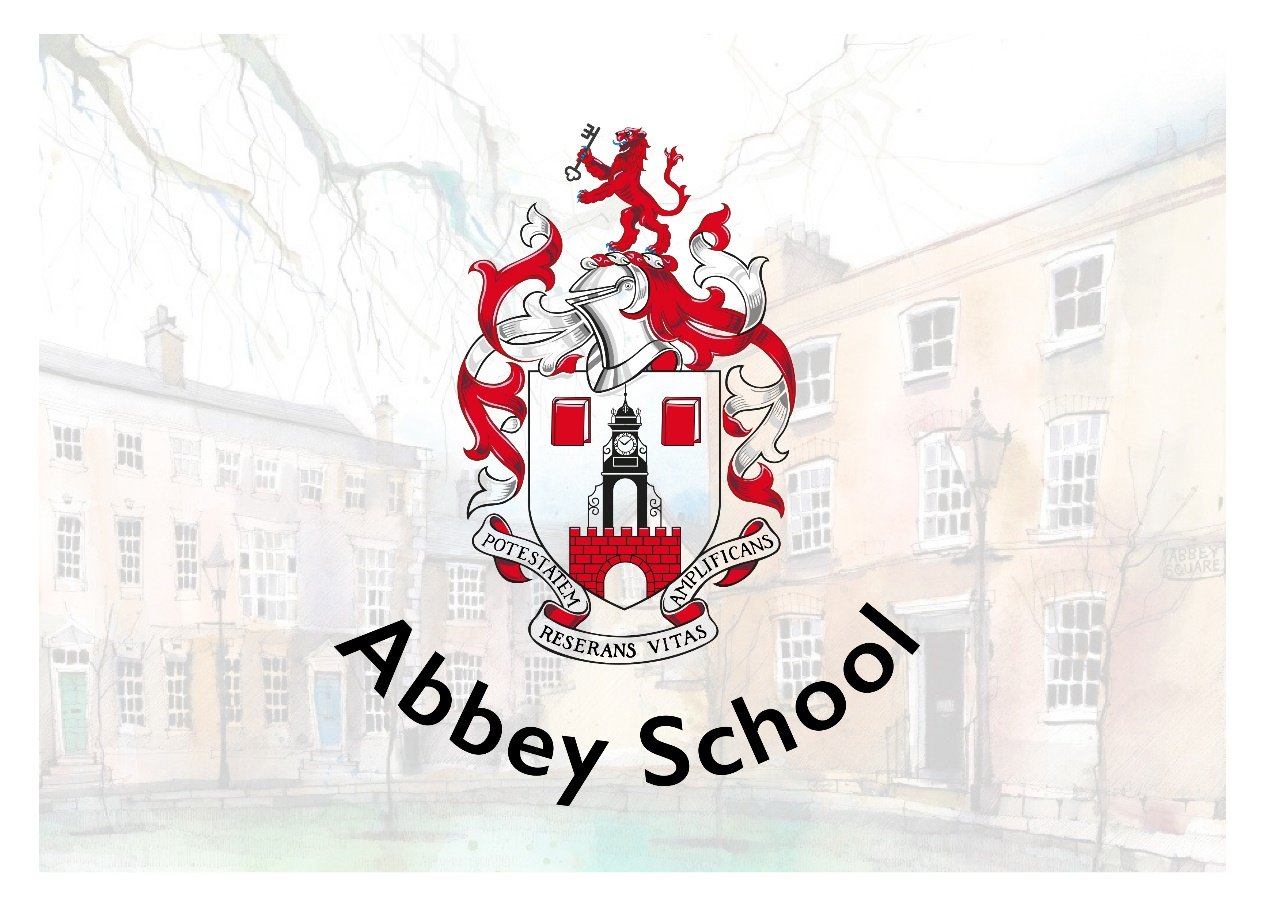 POTESTATEM
RESERANS VITAS
AMPLIFICANS
Abbey School
ABBEY
SQUARE